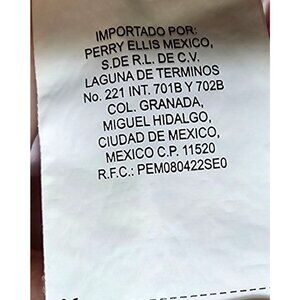 IMPORTADO POR:
PERRY ELLIS MEXICO,
S.DE R.L. DE C.V.
LAGUNA DE TERMINOS
No. 221 INT. 701B Y 702B
COL. GRANADA,
MIGUEL HIDALGO,
CIUDAD DE MEXICO,
MEXICO C.P. 11520
R.F.C.: PEM080422SE0